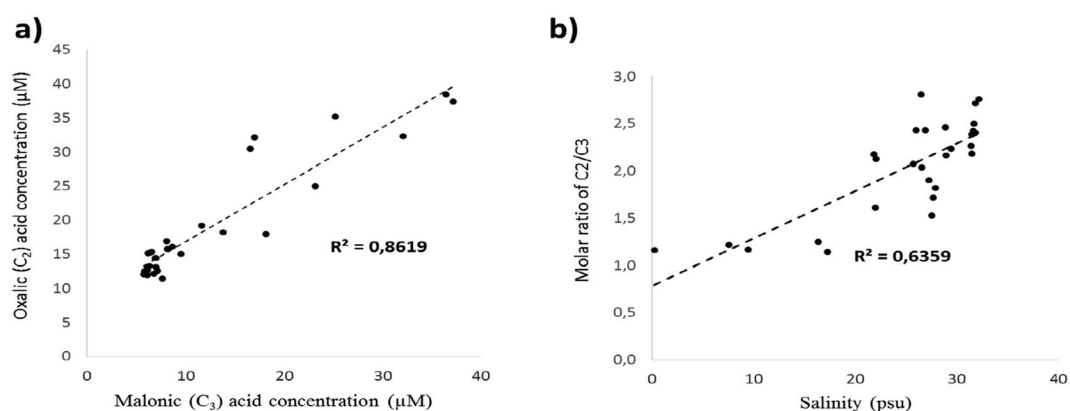 a)
Oxalic (C₂) acid concentration (µM)
45
40
35
30
25
20
15
10
5
0
R² = 0,8619
0 10 20 30 40
Malonic (C₃) acid concentration (µM)
b)
Molar ratio of C2/C3
3,0
2,5
2,0
1,5
1,0
0,5
0,0
R² = 0,6359
0 10 20 30 40
Salinity (psu)